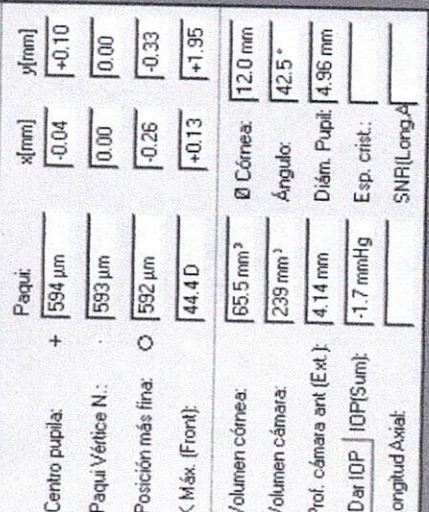 Paqui: x[mm] y[mm]
Centro pupila: + 594 µm -0.04 +0.10
Paqui Vértice N.: · 593 µm 0.00 0.00
Posición más fina: O 592 µm -0.26 -0.33
K Máx. (Front): 44.4 D +0.13 +1.95
Volumen córnea: 65.5 mm³ Ø Córnea: 12.0 mm
Volumen cámara: 239 mm³ Ángulo: 42.5 °
Prof. cámara ant (Ext.): 4.14 mm Diám. Pupil: 4.96 mm
Dar IOP IOP(Sum): -1.7 mmHg Esp. crist.:
ongitud Axial: SNR(Long.A